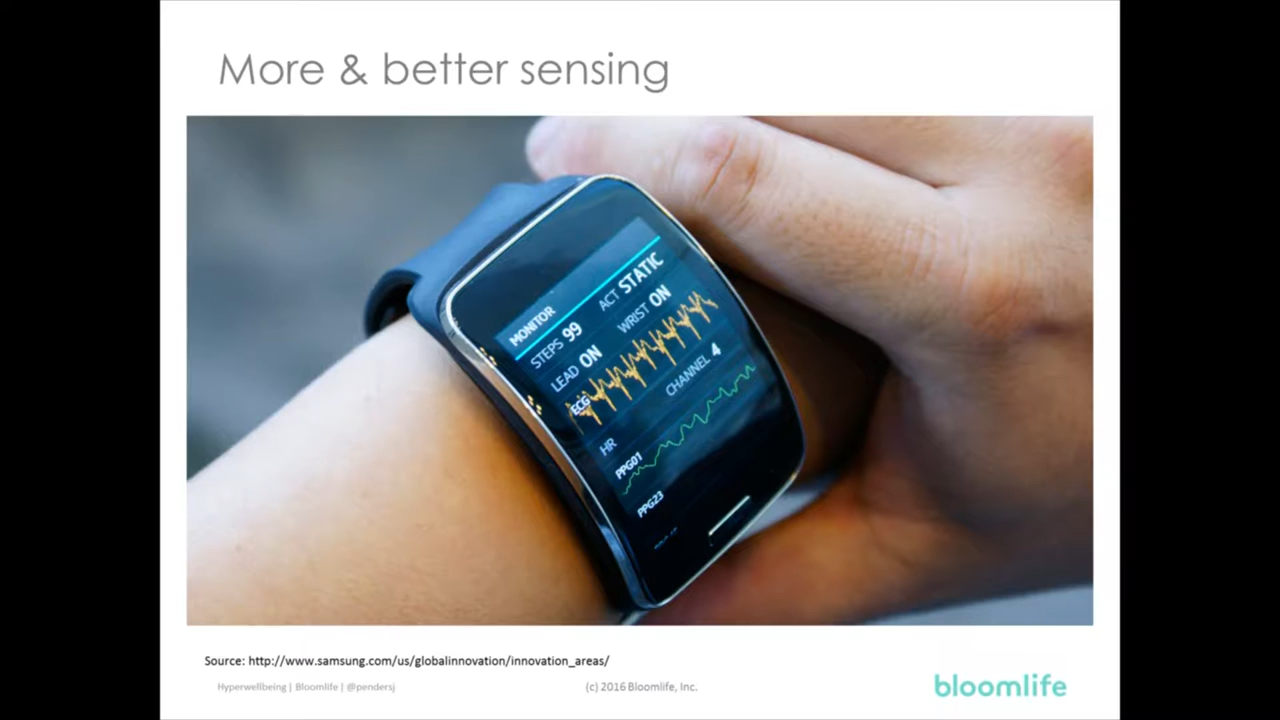 More & better sensing
MONITOR
STEPS 99 ACT STATIC
LEAD ON WRIST ON
ECG
HR CHANNEL 4
PPG01
PPG23
Source: http://www.samsung.com/us/globalinnovation/innovation_areas/
Hyperwellbeing | Bloomlife | @pendersj (c) 2016 Bloomlife, Inc. bloomlife